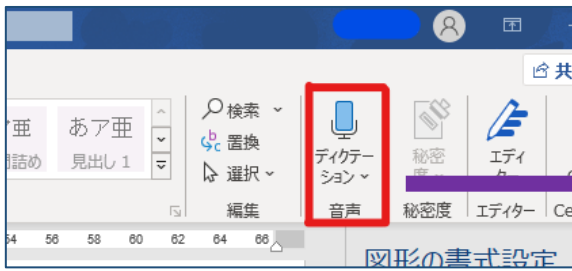 共
亜
あア亜
詰め
見出し 1
検索
置換
選択
編集
ディクテー
ション
音声
秘密
度
秘密度
エディ
ター
エディター
Ce
54 56 58 60 62 64 66
図形の書式設定